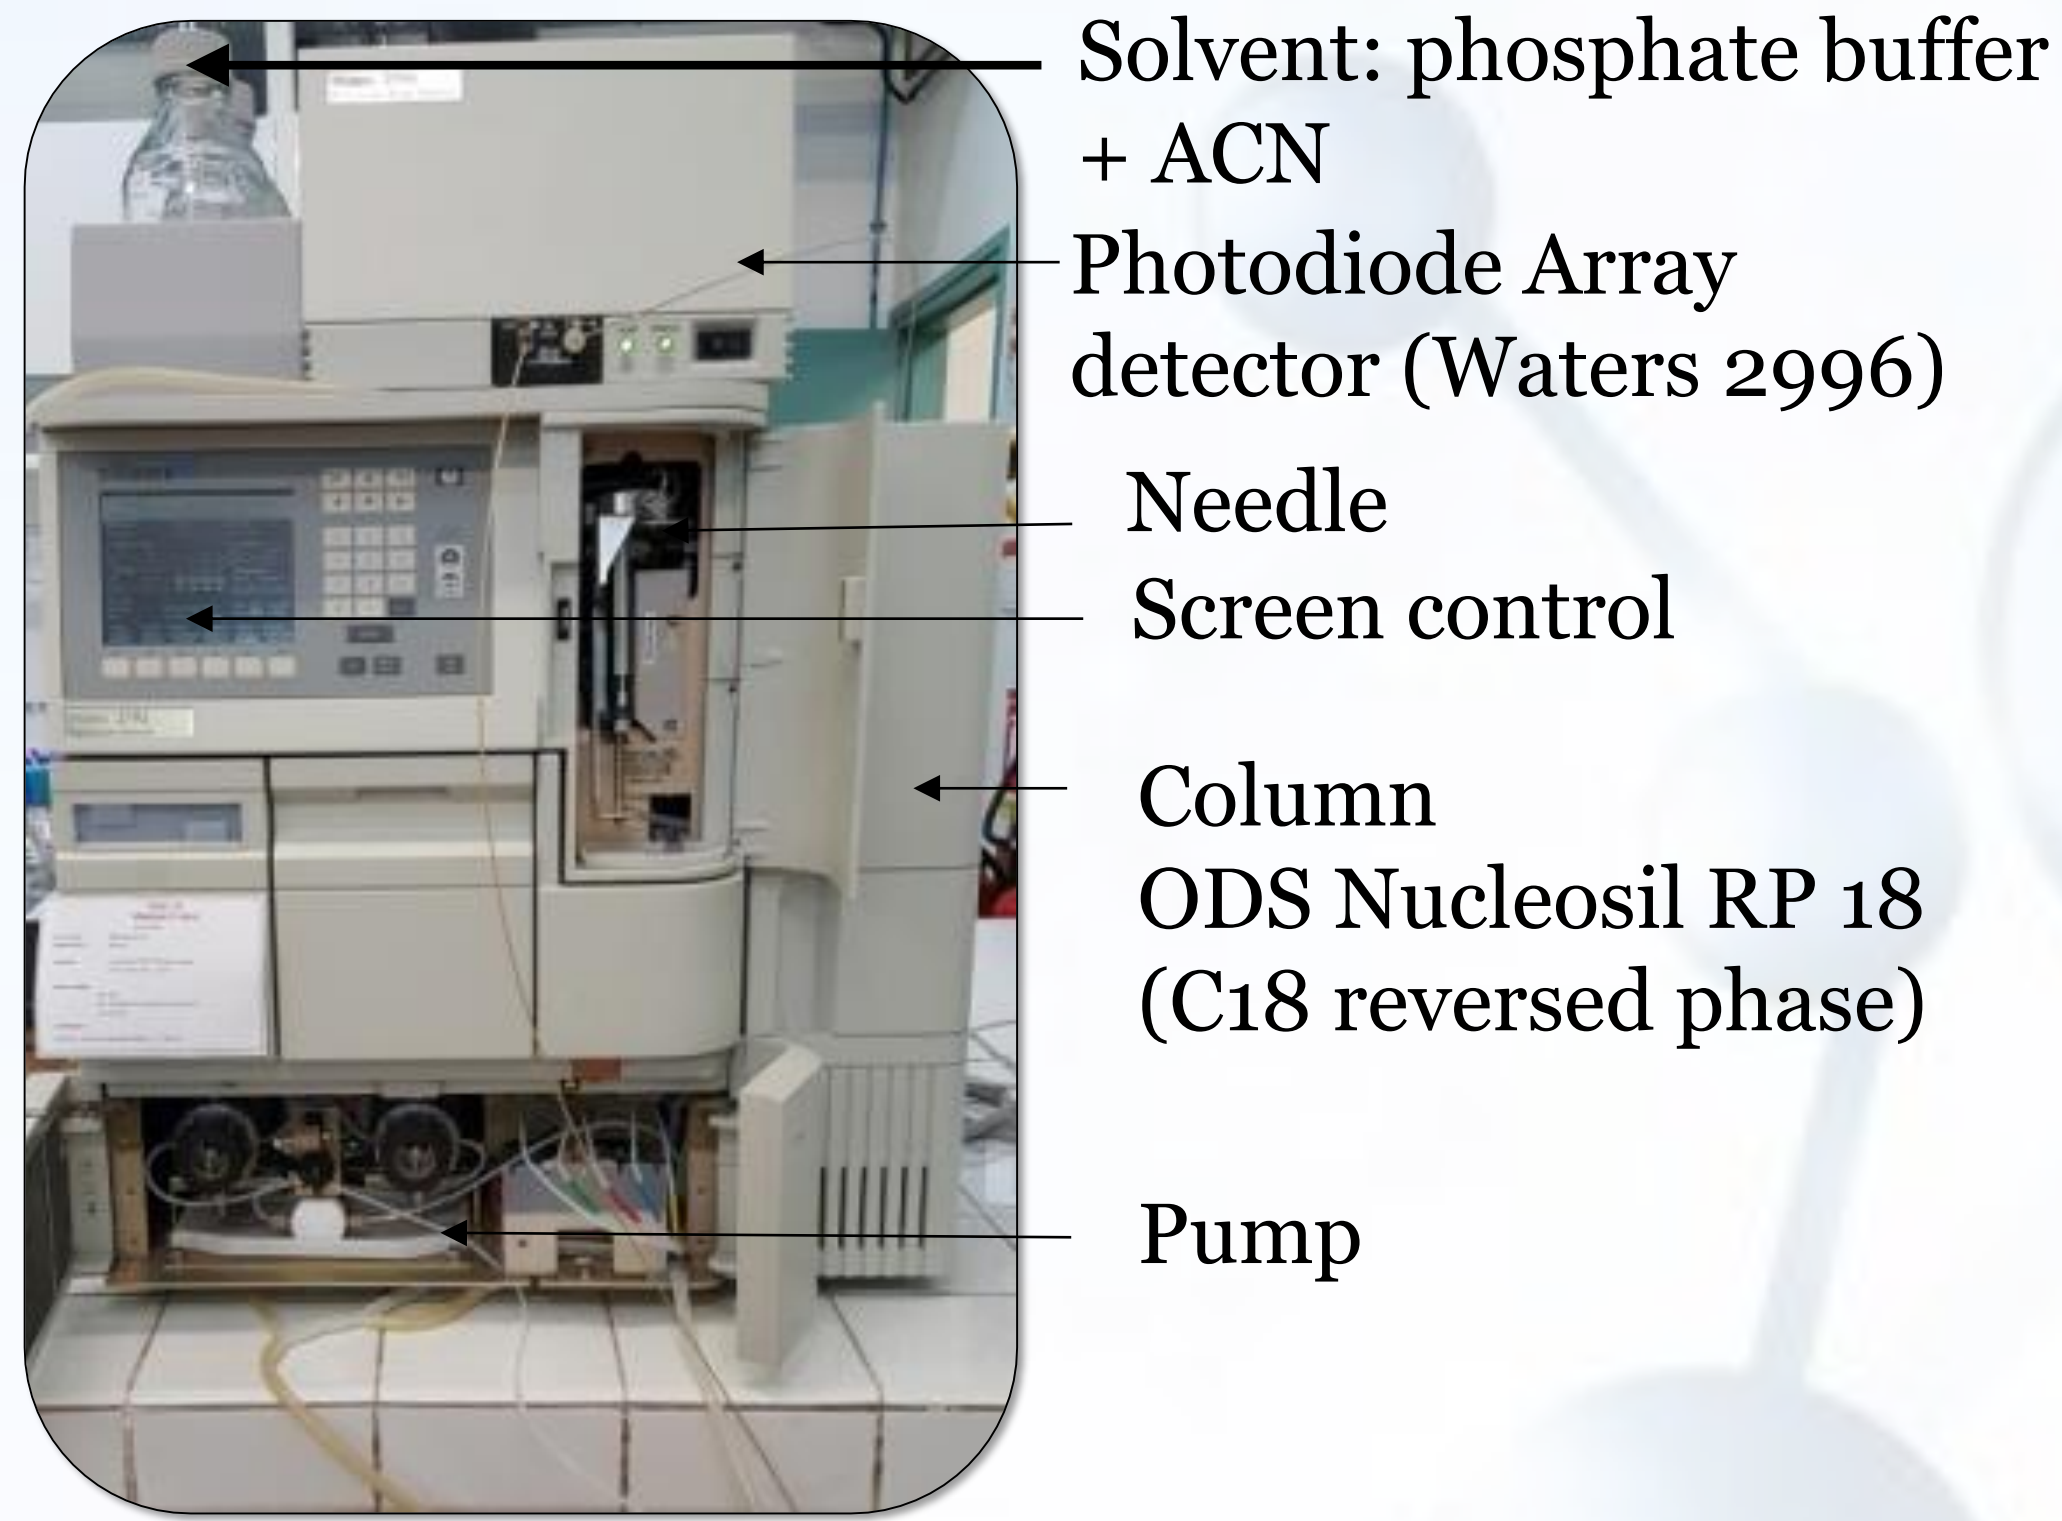 Solvent: phosphate buffer
+ ACN
Photodiode Array
detector (Waters 2996)
Needle
Screen control
Column
ODS Nucleosil RP 18
(C18 reversed phase)
Pump